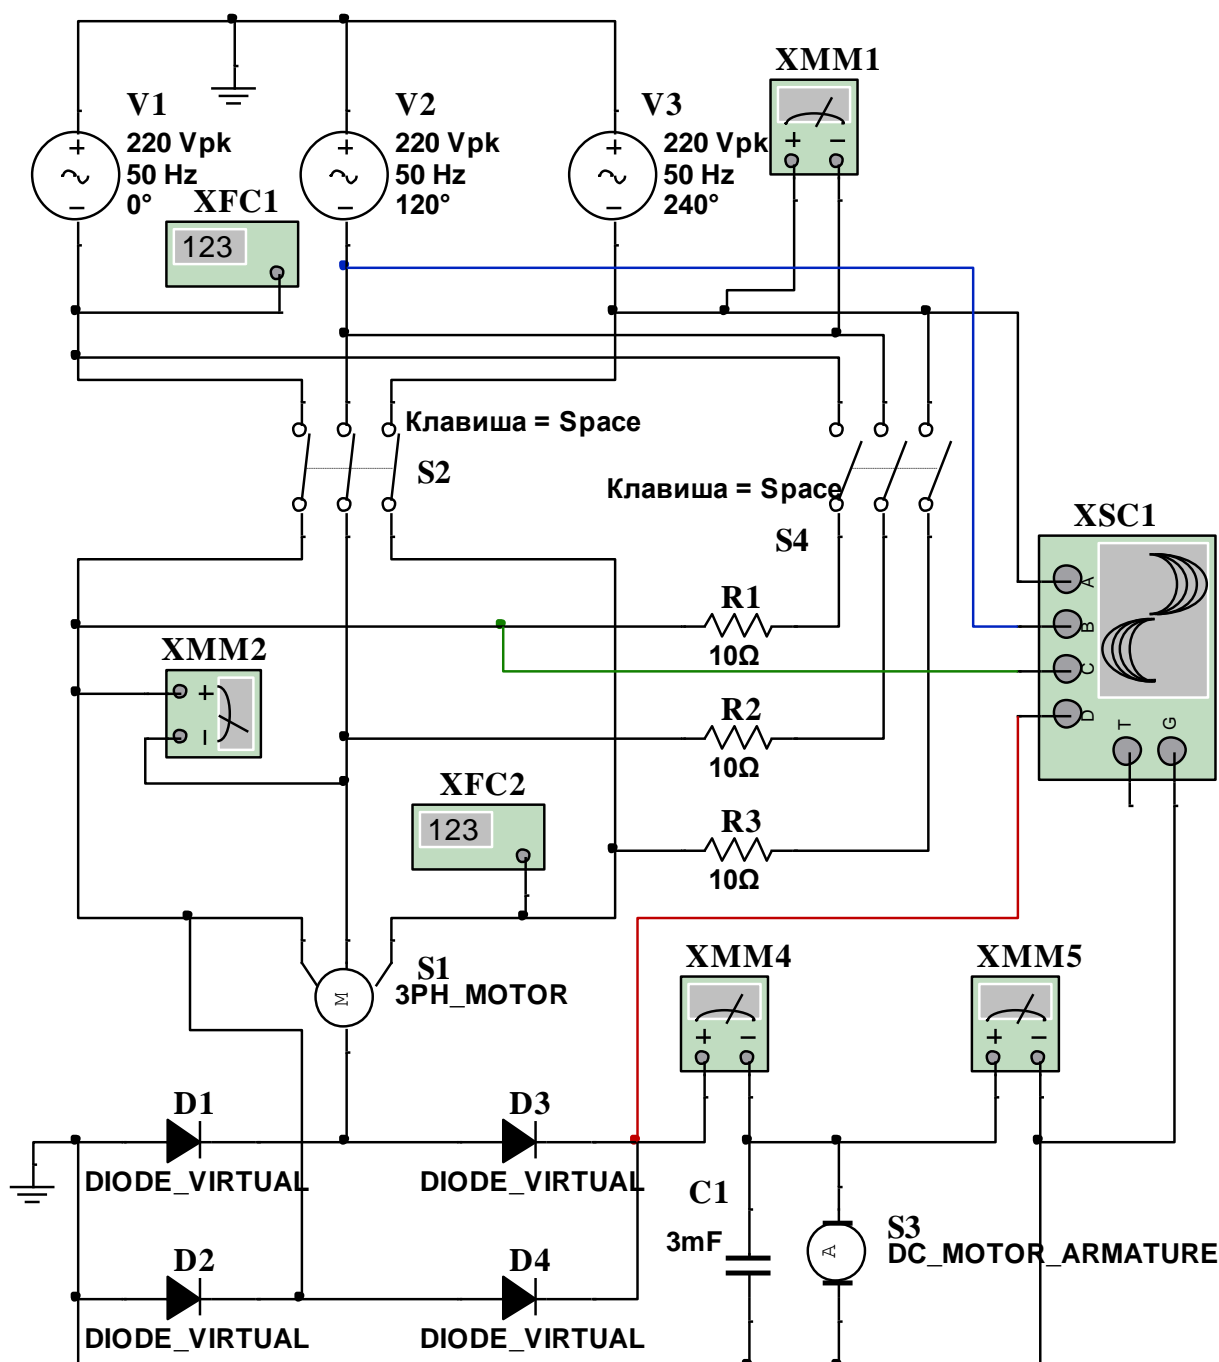 XMM1
V1
220 Vpk
50 Hz
0°
V2
220 Vpk
50 Hz
120°
V3
220 Vpk
50 Hz
240°
+ −
XFC1
123
Клавиша = Space
S2
Клавиша = Space
S4
XSC1
A
B
C
D
T
G
R1
10Ω
XMM2
+
−
R2
10Ω
XFC2
123
R3
10Ω
S1
3PH_MOTOR
M
XMM4
+ −
XMM5
+ −
D1
DIODE_VIRTUAL
D3
DIODE_VIRTUAL
C1
3mF
S3
DC_MOTOR_ARMATURE
A
D2
DIODE_VIRTUAL
D4
DIODE_VIRTUAL